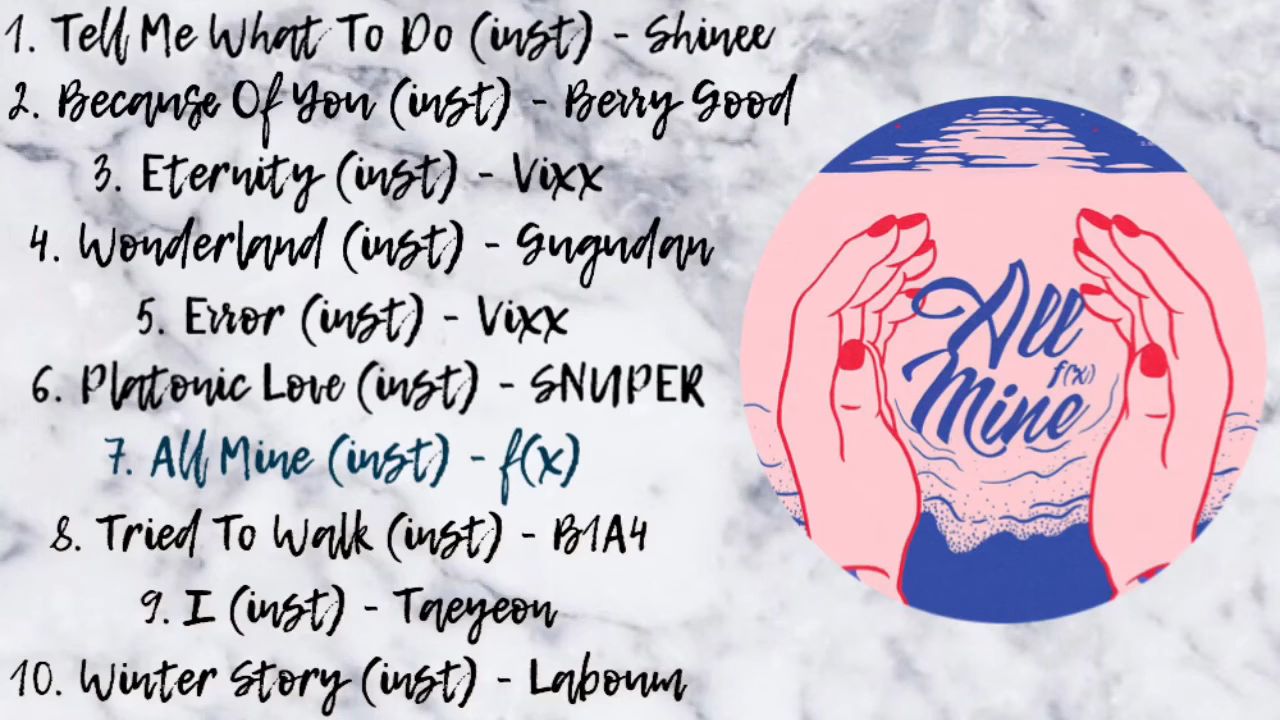 1. Tell Me What To Do (inst) - Shinee
2. Because Of You (inst) - Berry Good
3. Eternity (inst) - Vixx
4. Wonderland (inst) - Gugudan
5. Error (inst) - Vixx
6. Platonic Love (inst) - SNUPER
7. All Mine (inst) - f(x)
8. Tried To Walk (inst) - B1A4
9. I (inst) - Taeyeon
10. Winter Story (inst) - Laboum
All
Mine
f(x)